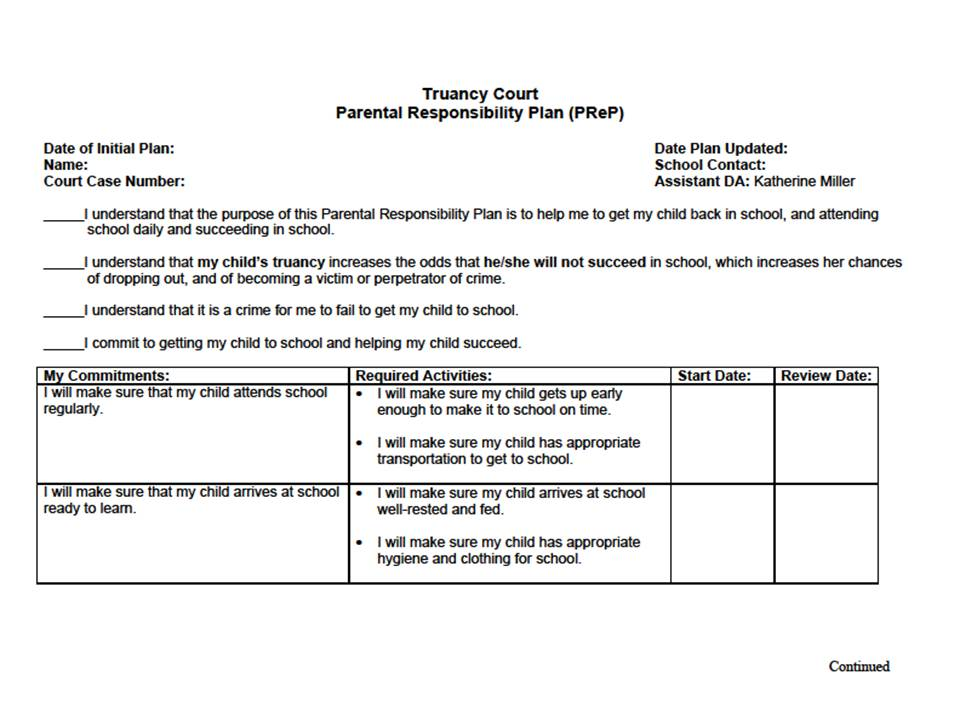 Truancy Court
Parental Responsibility Plan (PReP)
Date of Initial Plan: Date Plan Updated:
Name: School Contact:
Court Case Number: Assistant DA: Katherine Miller
_____I understand that the purpose of this Parental Responsibility Plan is to help me to get my child back in school, and attending
school daily and succeeding in school.
_____I understand that my child's truancy increases the odds that he/she will not succeed in school, which increases her chances
of dropping out, and of becoming a victim or perpetrator of crime.
_____I understand that it is a crime for me to fail to get my child to school.
_____I commit to getting my child to school and helping my child succeed.
My Commitments: Required Activities: Start Date: Review Date:
I will make sure that my child attends school
regularly.
• I will make sure my child gets up early
enough to make it to school on time.
• I will make sure my child has appropriate
transportation to get to school.
I will make sure that my child arrives at school
ready to learn.
• I will make sure my child arrives at school
well-rested and fed.
• I will make sure my child has appropriate
hygiene and clothing for school.
Continued